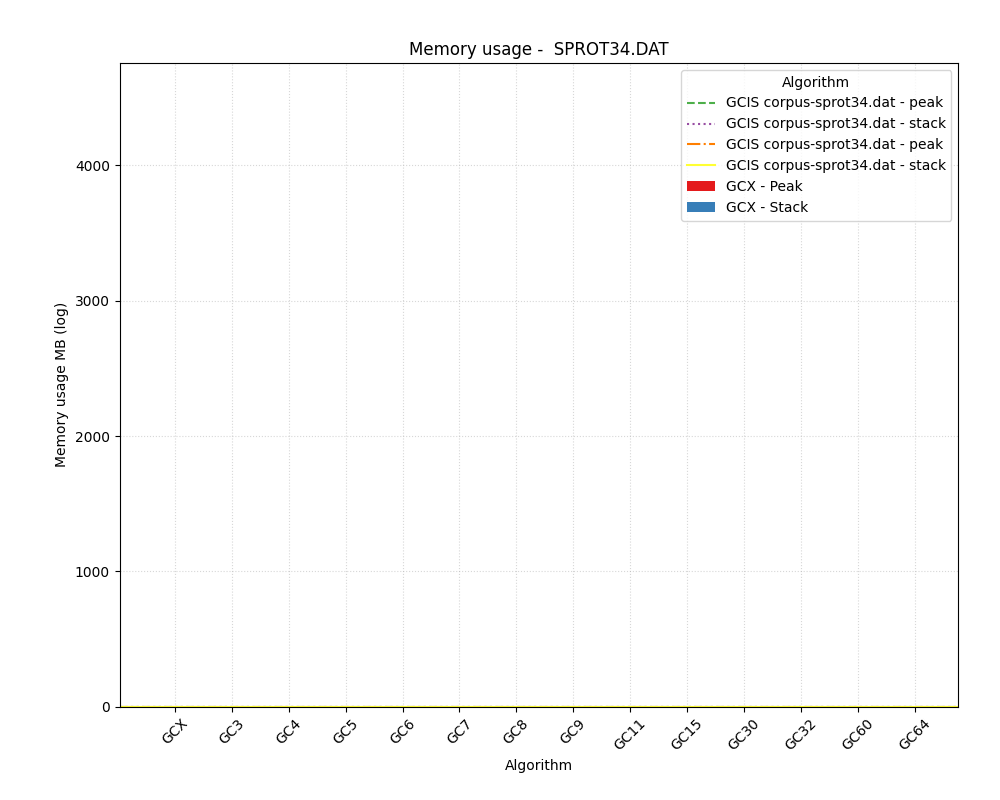 Memory usage -  SPROT34.DAT
Algorithm
GCIS corpus-sprot34.dat - peak
GCIS corpus-sprot34.dat - stack
GCIS corpus-sprot34.dat - peak
GCIS corpus-sprot34.dat - stack
GCX - Peak
GCX - Stack
Memory usage MB (log)
4000
3000
2000
1000
0
GCX GC3 GC4 GC5 GC6 GC7 GC8 GC9 GC11 GC15 GC30 GC32 GC60 GC64
Algorithm